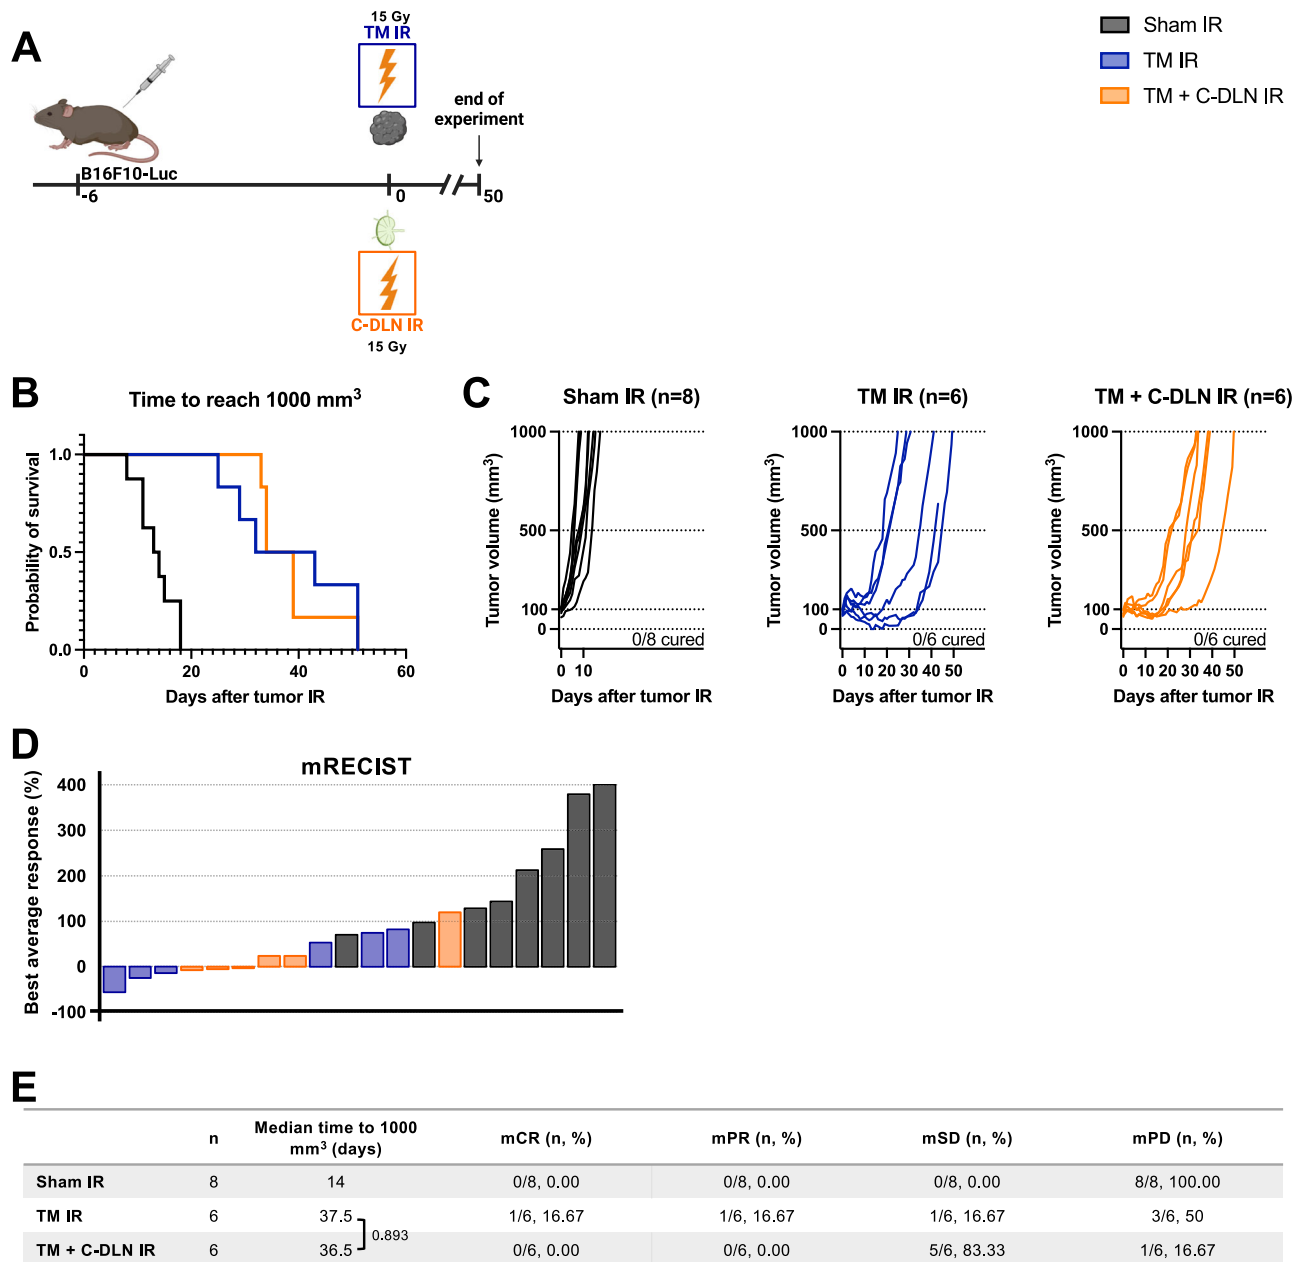 Sham IR
TM IR
TM + C-DLN IR
A
15 Gy
TM IR
end of
experiment
B16F10-Luc
-6
0
50
C-DLN IR
15 Gy
B
Time to reach 1000 mm³
Probability of survival
1.0
0.5
0.0
0
20
40
60
Days after tumor IR
C
Sham IR (n=8)
Tumor volume (mm³)
1000
500
100
0
0/8 cured
0
10
Days after tumor IR
TM IR (n=6)
Tumor volume (mm³)
1000
500
100
0
0/6 cured
0 10 20 30 40 50
Days after tumor IR
TM + C-DLN IR (n=6)
Tumor volume (mm³)
1000
500
100
0
0/6 cured
0 10 20 30 40 50
Days after tumor IR
D
mRECIST
Best average response (%)
400
300
200
100
0
-100
E
n Median time to 1000 mm³ (days) mCR (n, %) mPR (n, %) mSD (n, %) mPD (n, %)
Sham IR 8 14 0/8, 0.00 0/8, 0.00 0/8, 0.00 8/8, 100.00
TM IR 6 37.5 1/6, 16.67 1/6, 16.67 1/6, 16.67 3/6, 50
0.893
TM + C-DLN IR 6 36.5 0/6, 0.00 0/6, 0.00 5/6, 83.33 1/6, 16.67